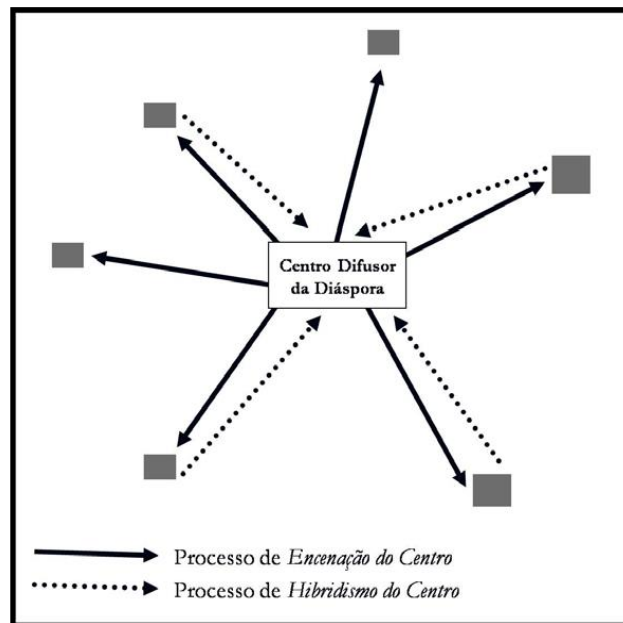 Centro Difusor
da Diáspora
Processo de Encenação do Centro
Processo de Hibridismo do Centro